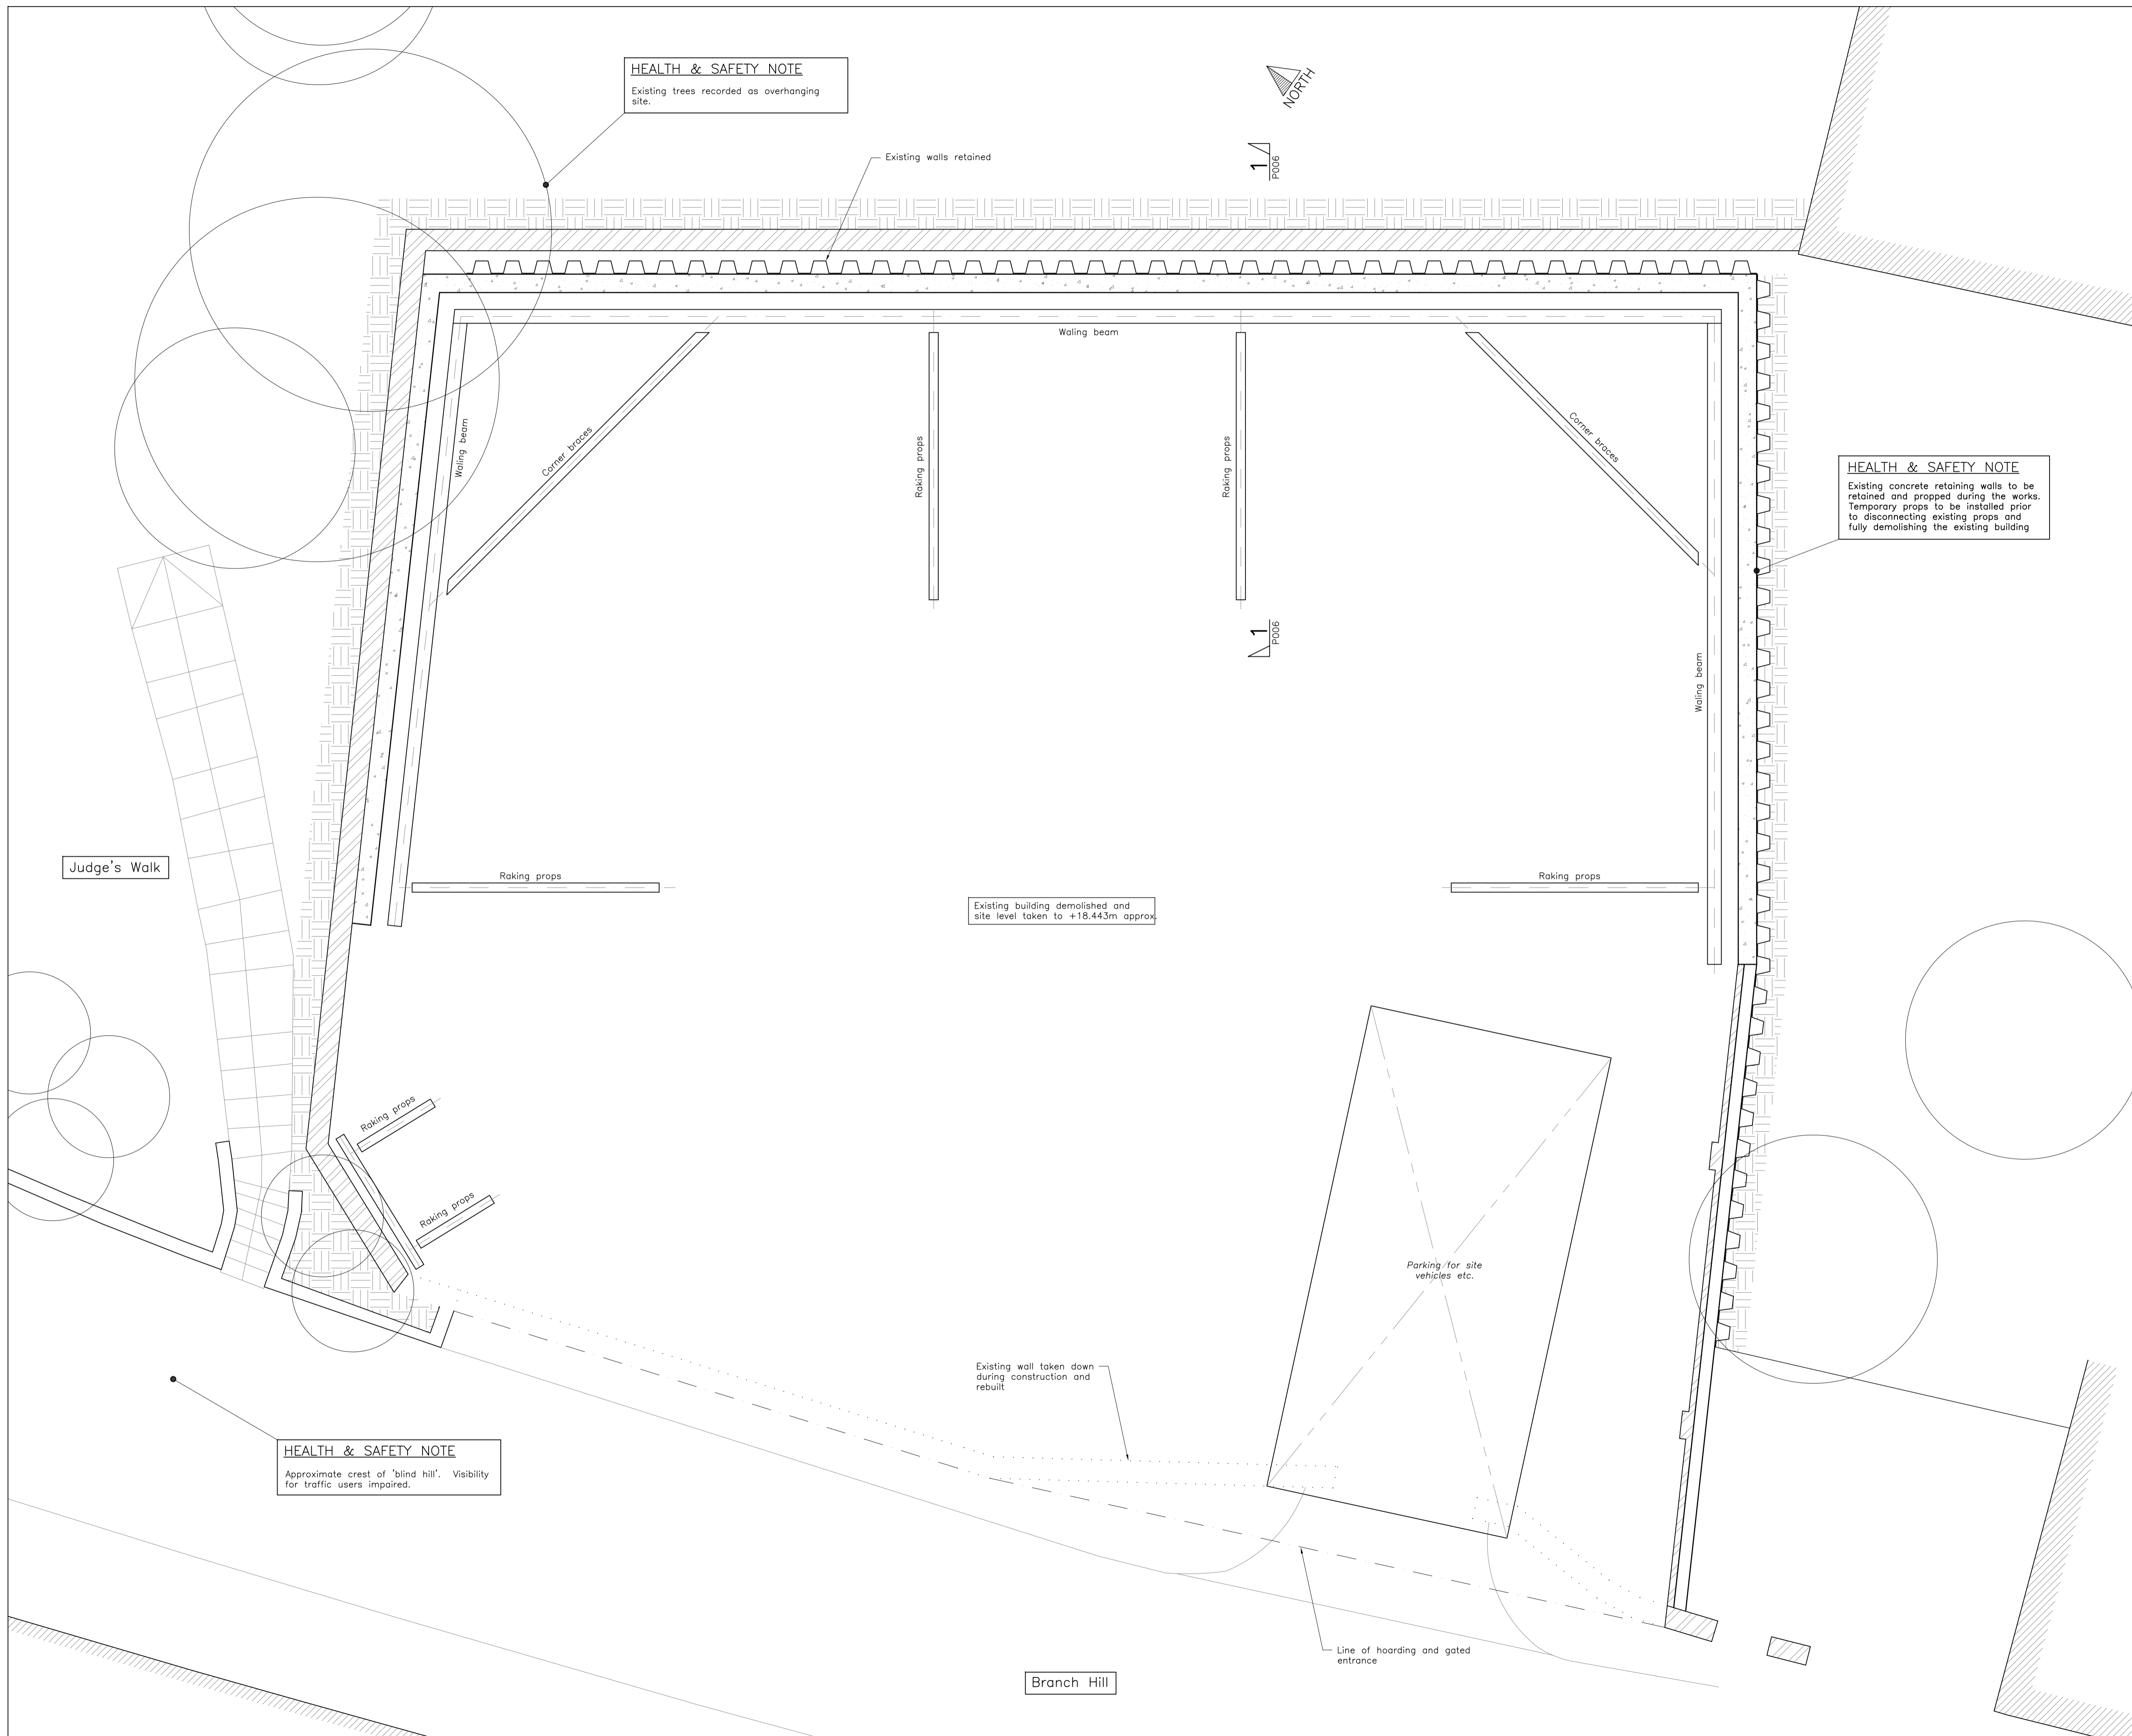 HEALTH & SAFETY NOTE
Existing trees recorded as overhanging
site.
NORTH
1
P006
Existing walls retained
Waling beam
Waling beam
Corner braces
Raking props
Raking props
Corner braces
HEALTH & SAFETY NOTE
Existing concrete retaining walls to be
retained and propped during the works.
Temporary props to be installed prior
to disconnecting existing props and
fully demolishing the existing building
1
P006
Waling beam
Judge's Walk
Raking props
Raking props
Existing building demolished and
site level taken to +18.443m approx.
Raking props
Raking props
Parking for site
vehicles etc.
Existing wall taken down
during construction and
rebuilt
HEALTH & SAFETY NOTE
Approximate crest of 'blind hill'. Visibility
for traffic users impaired.
Line of hoarding and gated
entrance
Branch Hill